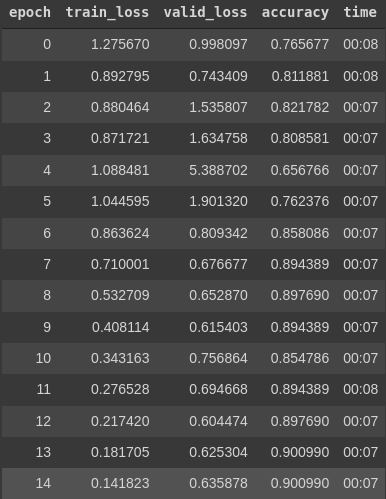 epoch train_loss valid_loss accuracy time
0 1.275670 0.998097 0.765677 00:08
1 0.892795 0.743409 0.811881 00:08
2 0.880464 1.535807 0.821782 00:07
3 0.871721 1.634758 0.808581 00:07
4 1.088481 5.388702 0.656766 00:07
5 1.044595 1.901320 0.762376 00:07
6 0.863624 0.809342 0.858086 00:07
7 0.710001 0.676677 0.894389 00:07
8 0.532709 0.652870 0.897690 00:07
9 0.408114 0.615403 0.894389 00:07
10 0.343163 0.756864 0.854786 00:07
11 0.276528 0.694668 0.894389 00:08
12 0.217420 0.604474 0.897690 00:07
13 0.181705 0.625304 0.900990 00:07
14 0.141823 0.635878 0.900990 00:07